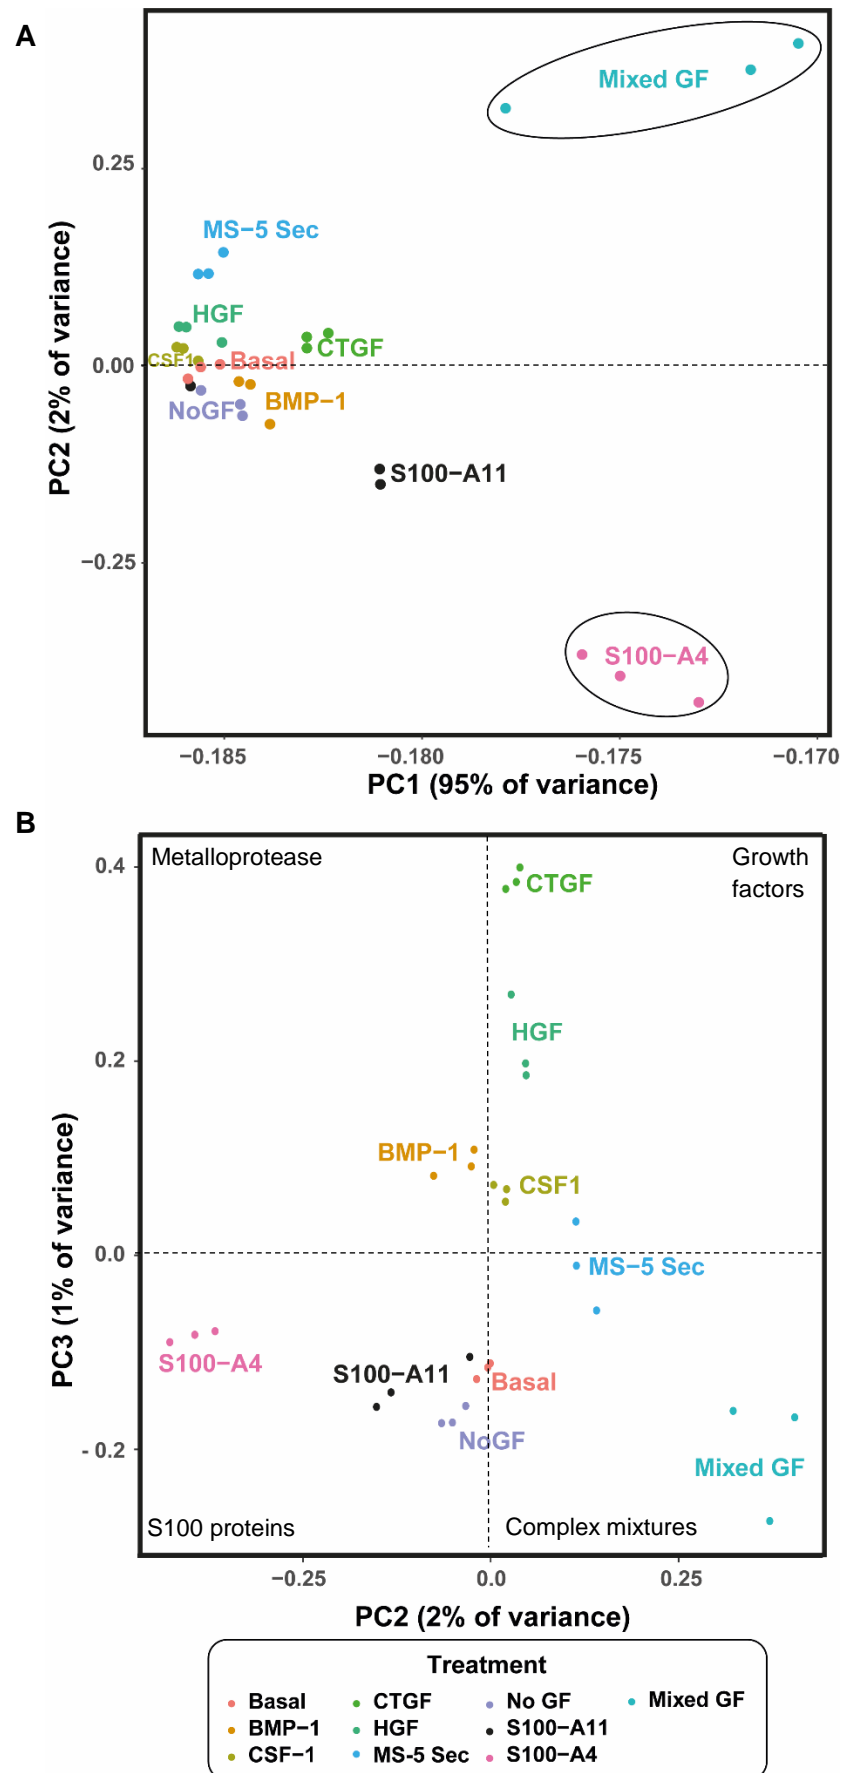 A
Mixed GF
0.25
MS−5 Sec
HGF
CTGF
CSF1
Basal
0.00
NoGF
BMP−1
S100−A11
−0.25
S100−A4
PC2 (2% of variance)
−0.185
−0.180
−0.175
−0.170
PC1 (95% of variance)
B
Metalloprotease
Growth
factors
0.4
CTGF
HGF
0.2
BMP−1
CSF1
0.0
MS−5 Sec
S100−A4
S100−A11
Basal
NoGF
- 0.2
Mixed GF
S100 proteins
Complex mixtures
PC3 (1% of variance)
−0.25
0.0
0.25
PC2 (2% of variance)
Treatment
Basal
CTGF
No GF
Mixed GF
BMP−1
HGF
S100−A11
CSF−1
MS-5 Sec
S100−A4